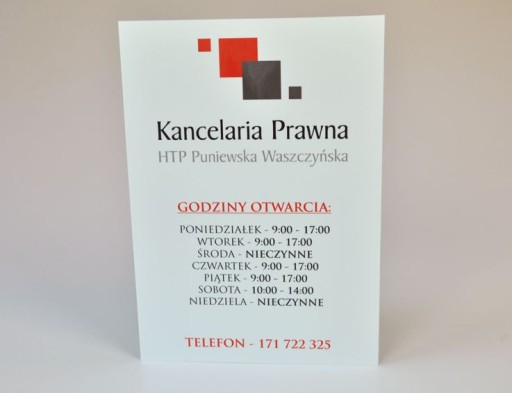 Kancelaria Prawna
HTP Puniewska Waszczyńska
GODZINY OTWARCIA:
PONIEDZIAŁEK - 9:00 - 17:00
WTOREK - 9:00 - 17:00
ŚRODA - NIECZYNNE
CZWARTEK - 9:00 - 17:00
PIĄTEK - 9:00 - 17:00
SOBOTA - 10:00 - 14:00
NIEDZIELA - NIECZYNNE
TELEFON - 171 722 325